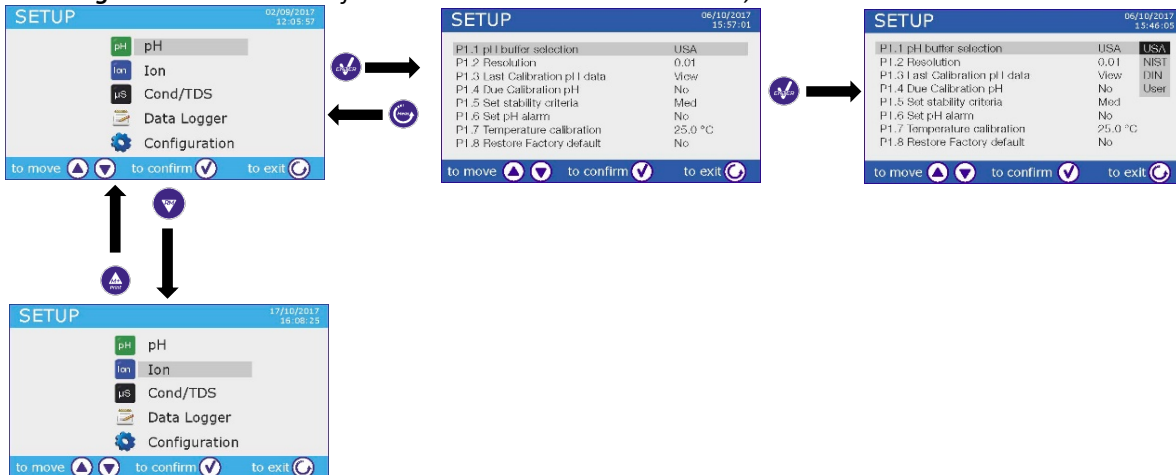 SETUP
02/09/2017
12:05:57
pH pH
Ion Ion
µS Cond/TDS
Data Logger
Configuration
to move to confirm to exit
ENTER
SETUP
06/10/2017
15:57:01
P1.1 pH buffer selection USA
P1.2 Resolution 0.01
P1.3 Last Calibration pH data View
P1.4 Due Calibration pH No
P1.5 Set stability criteria Med
P1.6 Set pH alarm No
P1.7 Temperature calibration 25.0 °C
P1.8 Restore Factory default No
to move to confirm to exit
ENTER
SETUP
06/10/2017
15:46:05
P1.1 pH buffer selection USA USA
P1.2 Resolution 0.01 NIST
P1.3 Last Calibration pH data View DIN
P1.4 Due Calibration pH No User
P1.5 Set stability criteria Med
P1.6 Set pH alarm No
P1.7 Temperature calibration 25.0 °C
P1.8 Restore Factory default No
to move to confirm to exit
RM
M+
Print
SETUP
17/10/2017
16:08:25
pH pH
Ion Ion
µS Cond/TDS
Data Logger
Configuration
to move to confirm to exit